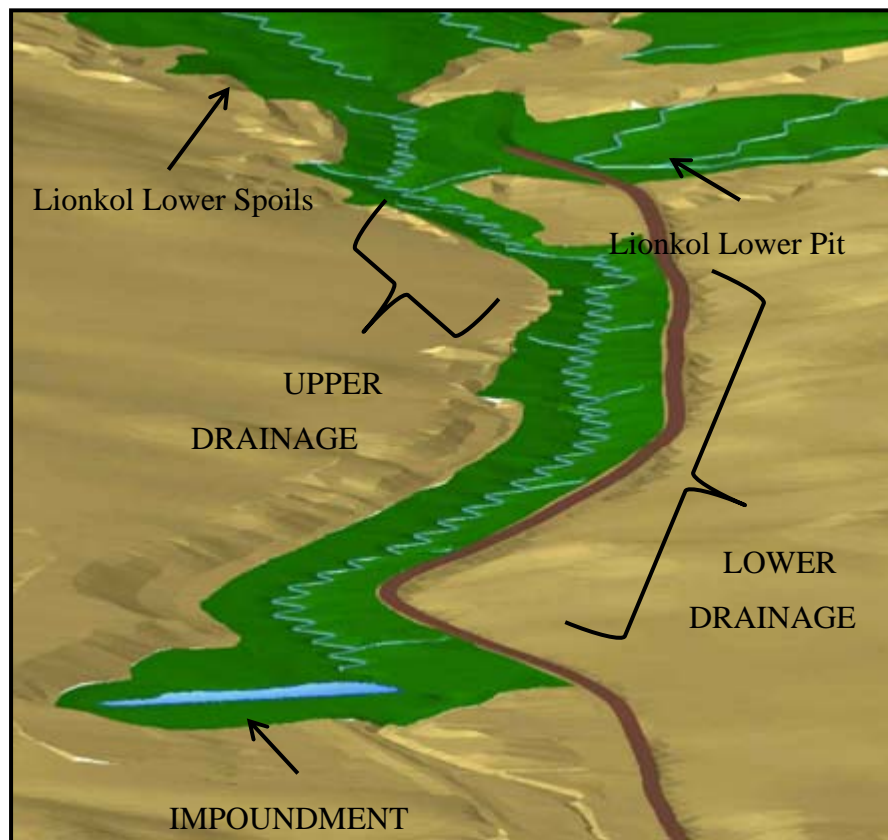 Lionkol Lower Spoils
Lionkol Lower Pit
UPPER
DRAINAGE
LOWER
DRAINAGE
IMPOUNDMENT